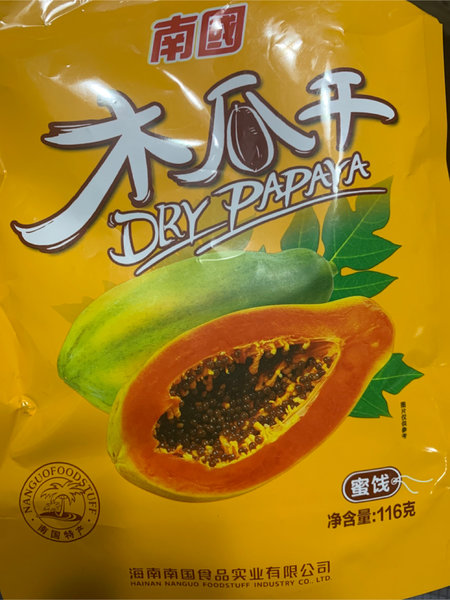 南國
木瓜干
DRY PAPAYA
图片仅供参考
蜜饯
净含量:116克
NANGUOFOODSTUFF
南国特产
海南南国食品实业有限公司
HAINAN NANGUO FOODSTUFF INDUSTRY CO., LTD.